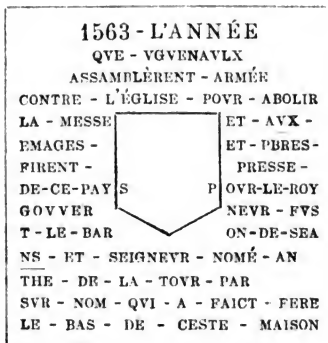 1563 - L'ANNÉE
QVE - VGVENAVLX
ASSAMBLÈRENT - ARMÉE
CONTRE - L'ÉGLISE - POVR - ABOLIR
LA - MESSE ET - AVX -
EMAGES - ET - PBRES -
FIRENT - PRESSE -
DE-CE-PAY S P OVR-LE-ROY
GOVVER NEVR - FVS
T - LE - BAR ON-DE-SEA
NS - ET - SEIGNEVR - NOMÉ - AN
THE - DE - LA - TOVR - PAR
SVR - NOM - QVI - A - FAICT - FERE
LE - BAS - DE - CESTE - MAISON